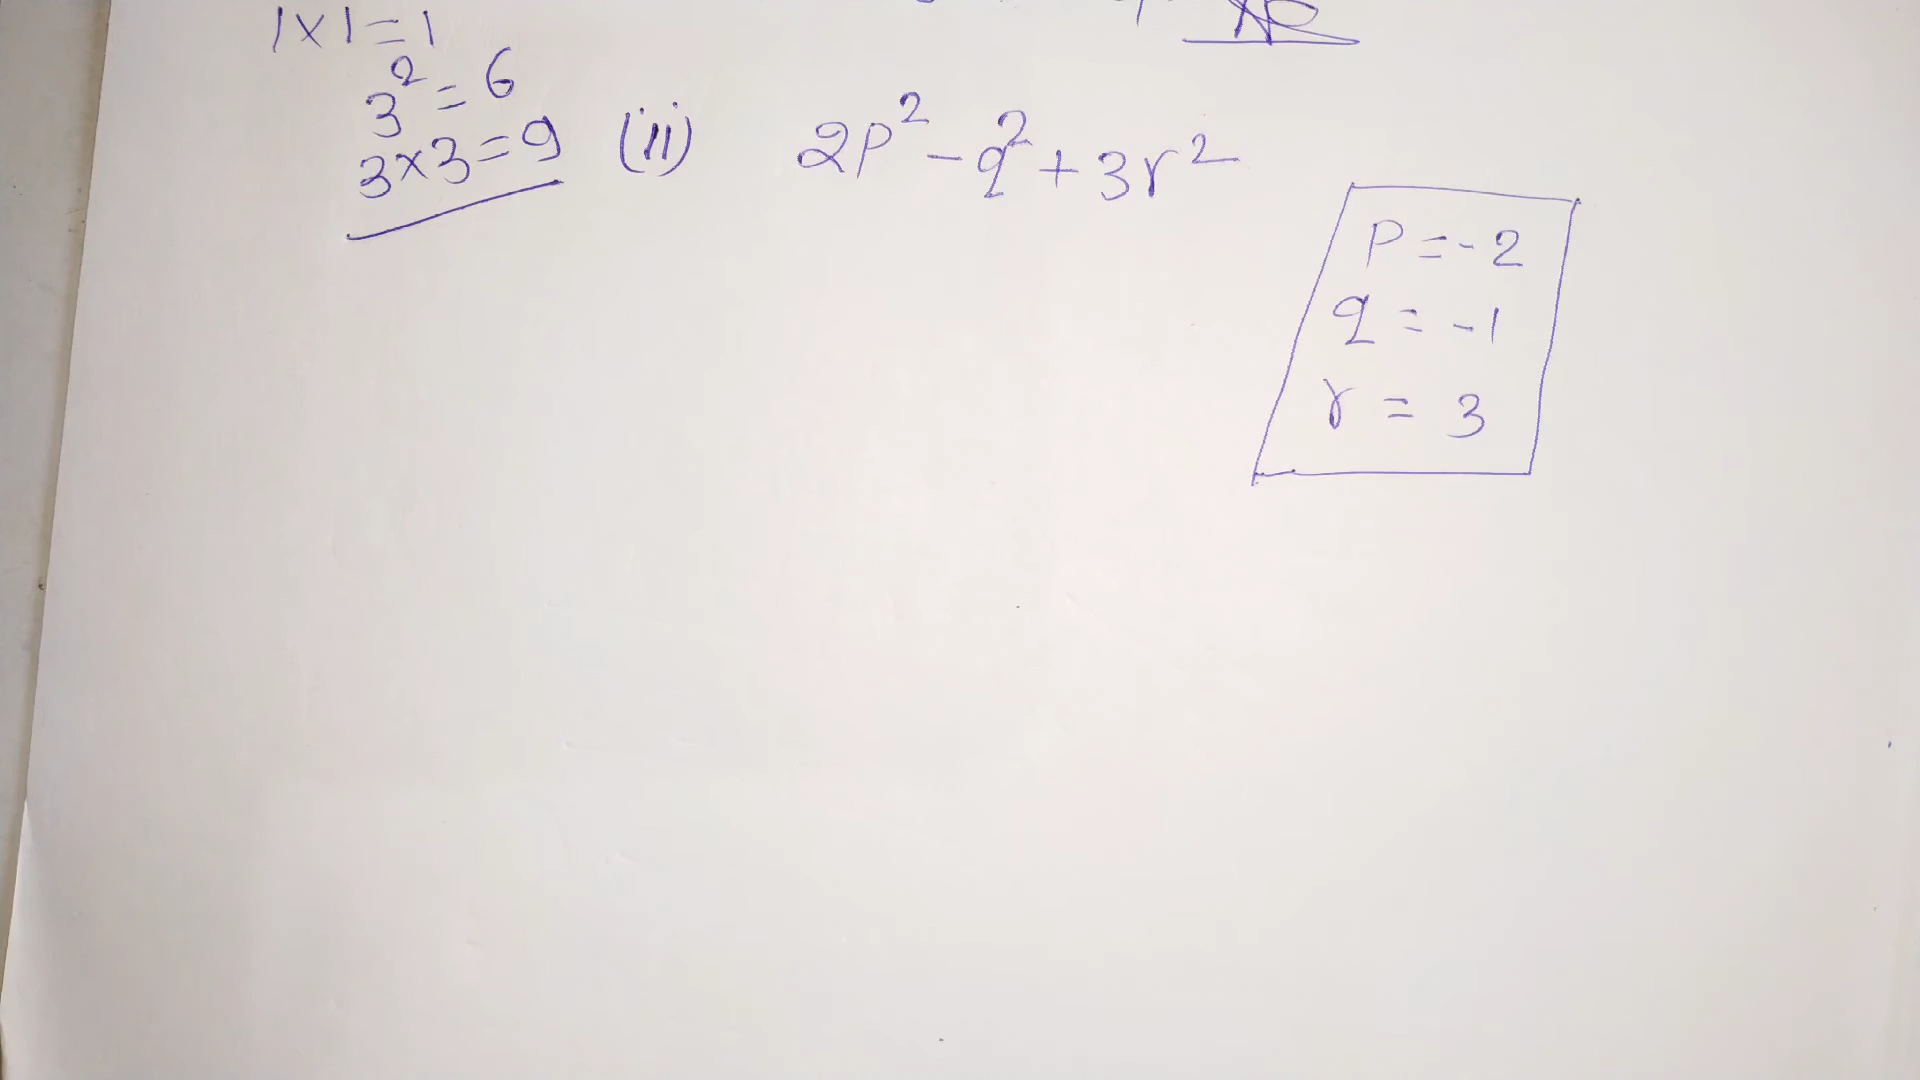 1×1=1
3²=6
3×3=9
(ii) 2p²-q²+3r²
p=-2
q=-1
r=3